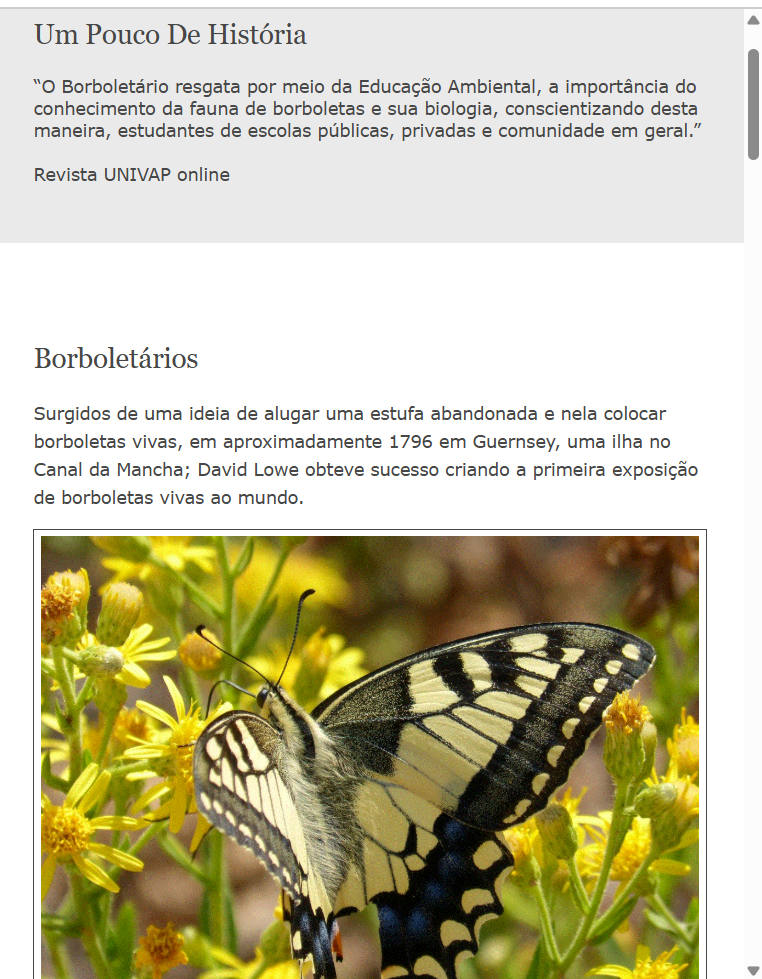 Um Pouco De História
“O Borboletário resgata por meio da Educação Ambiental, a importância do
conhecimento da fauna de borboletas e sua biologia, conscientizando desta
maneira, estudantes de escolas públicas, privadas e comunidade em geral.”
Revista UNIVAP online
Borboletários
Surgidos de uma ideia de alugar uma estufa abandonada e nela colocar
borboletas vivas, em aproximadamente 1796 em Guernsey, uma ilha no
Canal da Mancha; David Lowe obteve sucesso criando a primeira exposição
de borboletas vivas ao mundo.